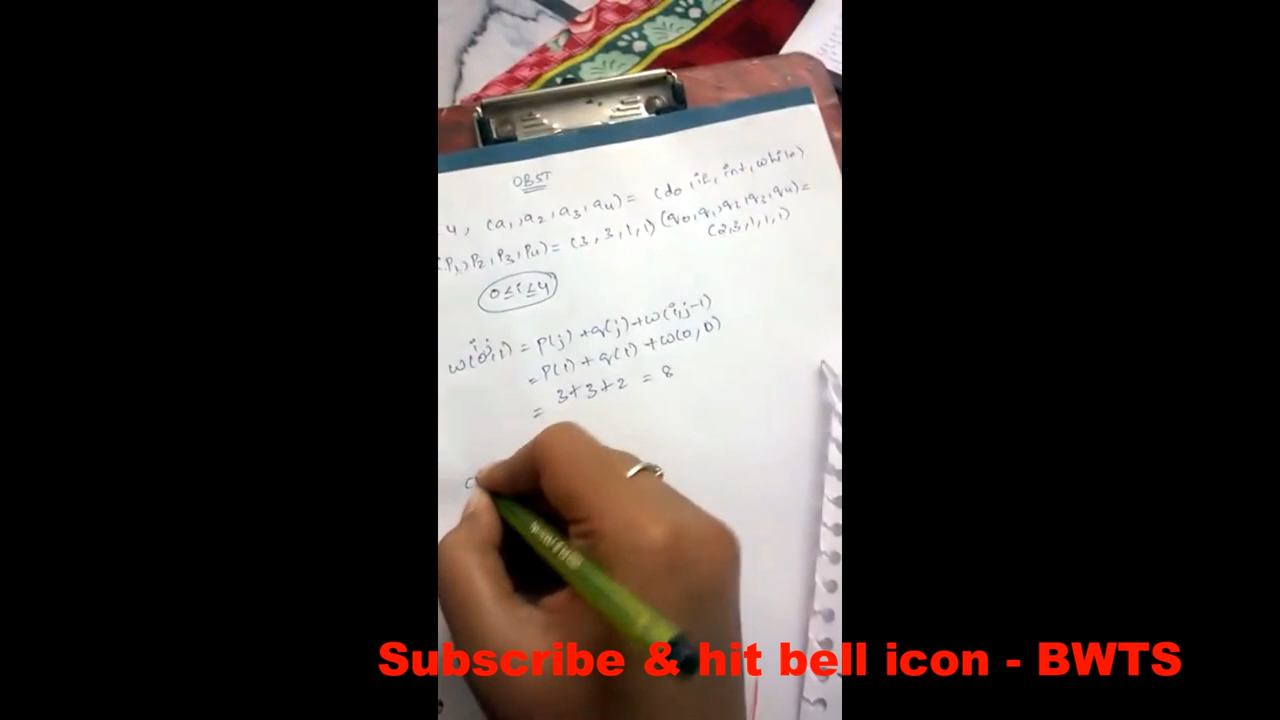 OBST
4, (a1, a2, a3, a4) = (do, if, int, while)
(P1, P2, P3, P4) = (3, 3, 1, 1) (q0, q1, q2, q3, q4) =
(2,3,1,1,1)
0≤i≤4
i j
w(0,1) = P(j) + q(j) + w(i,j-1)
= P(1) + q(1) + w(0,0)
= 3+3+2 = 8
Subscribe & hit bell icon - BWTS